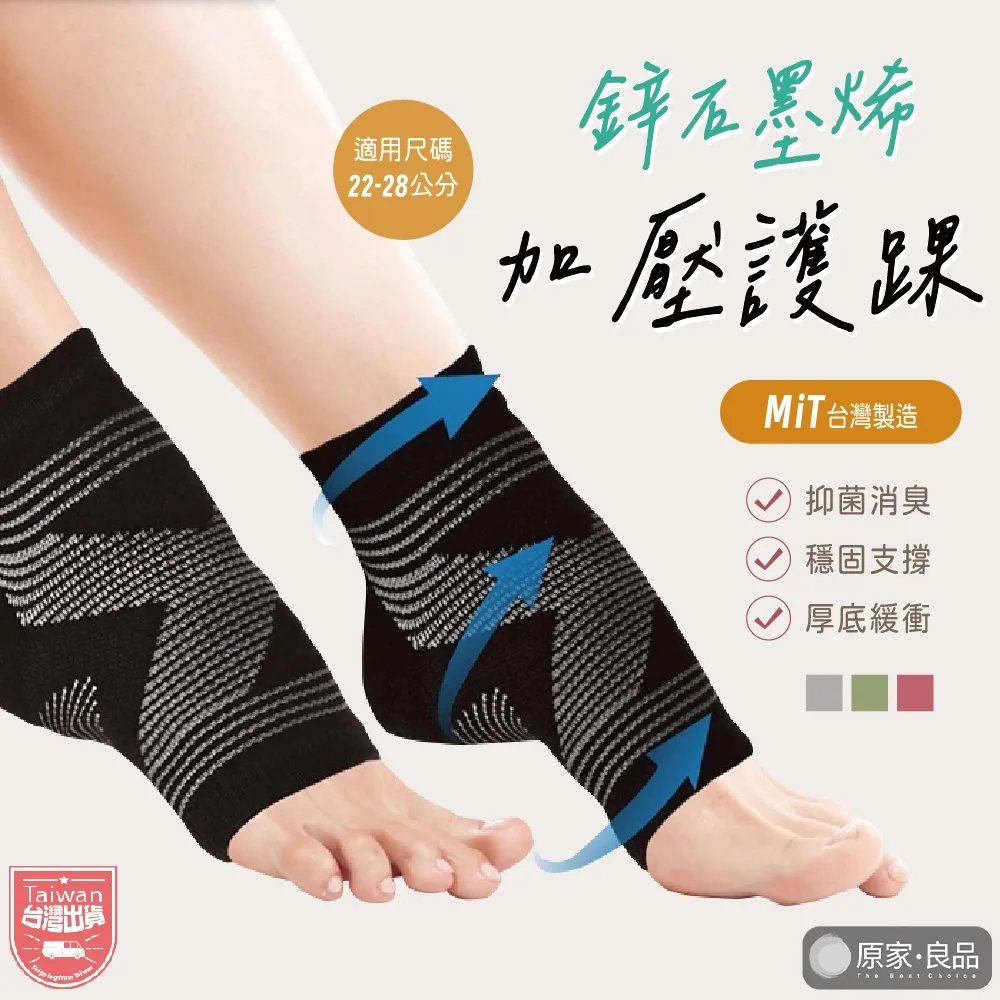 鋅石墨烯
加壓護踝
適用尺碼
22-28公分
MiT台灣製造
抑菌消臭
穩固支撐
厚底緩衝
Taiwan
台灣出貨
原家·良品
The Best Choice